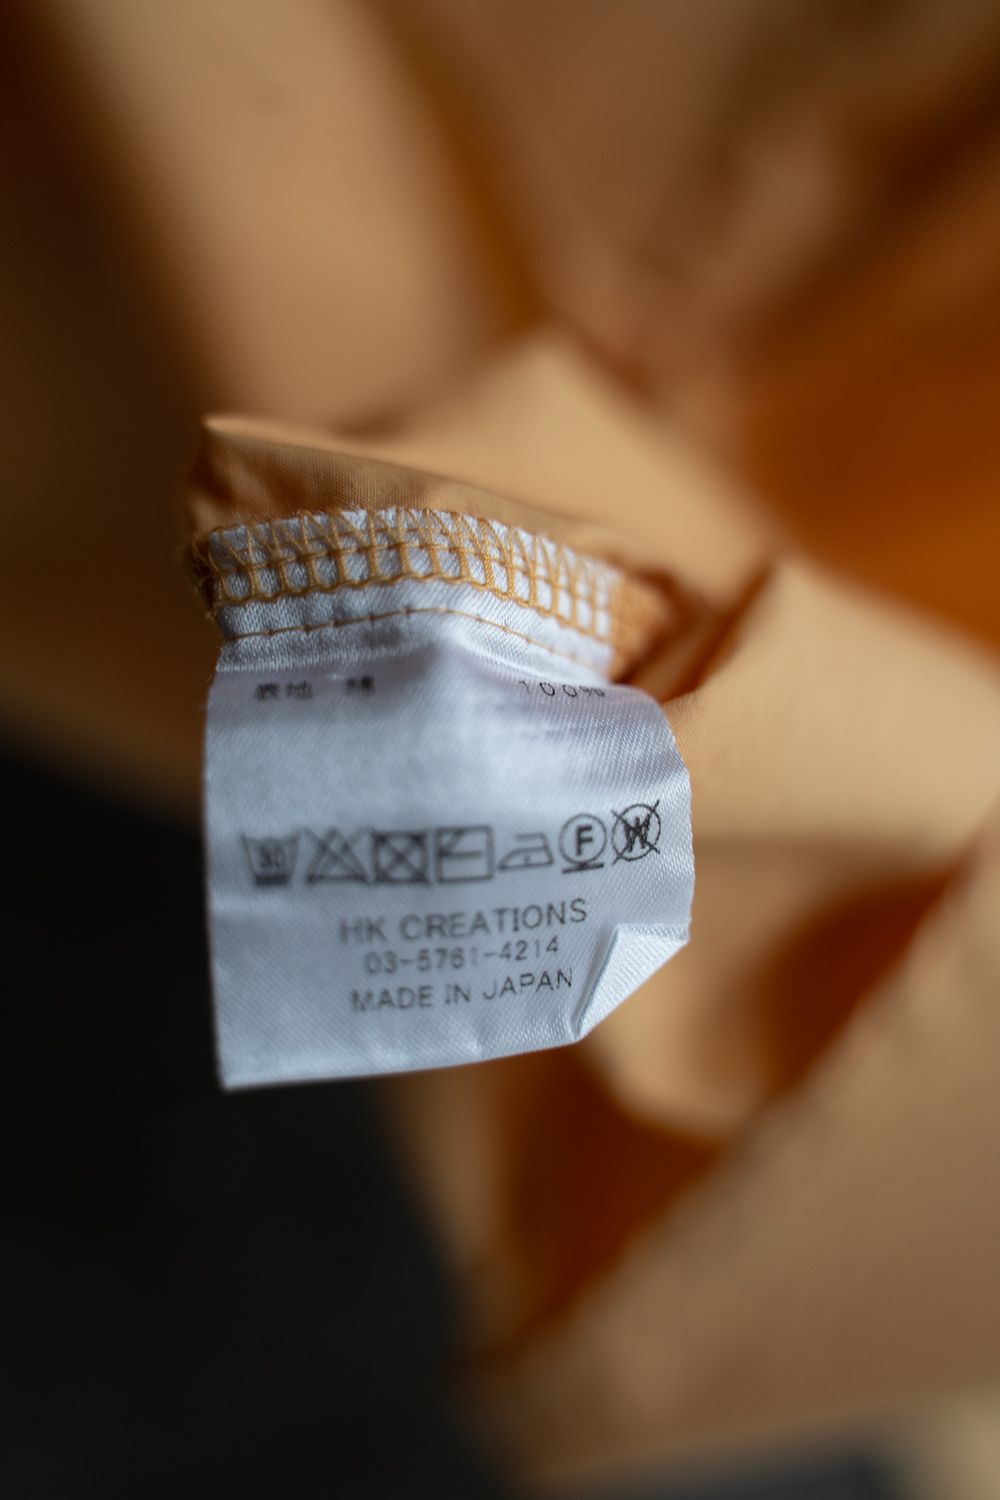 表地 綿 100%
30
F W
HK CREATIONS
03-5761-4214
MADE IN JAPAN